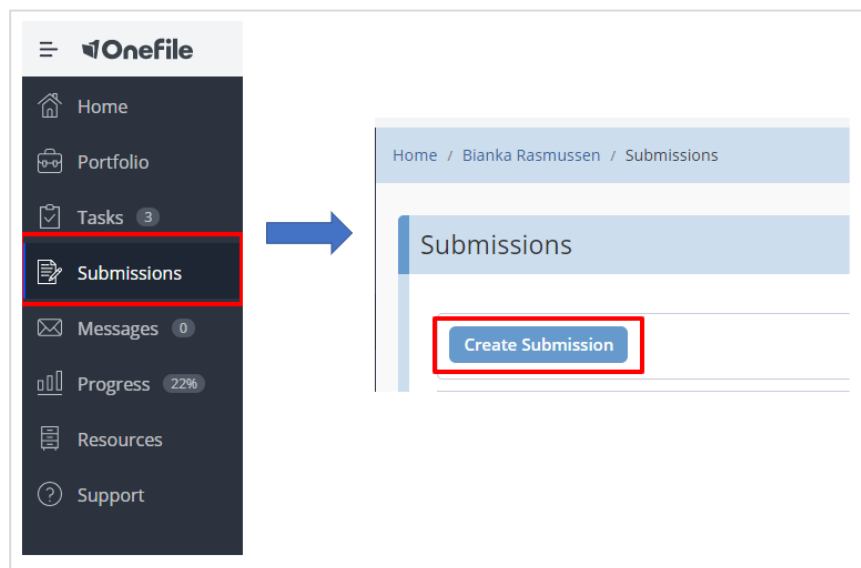 Onefile
Home
Portfolio
Tasks 3
Submissions
Messages 0
Progress 22%
Resources
Support
Home / Bianka Rasmussen / Submissions
Submissions
Create Submission